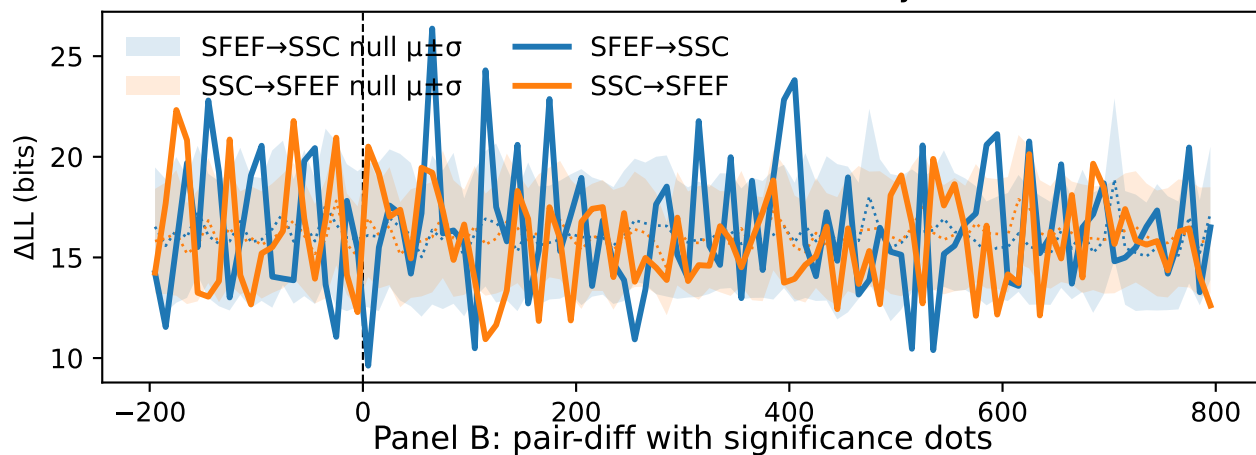 25
20
15
10
ΔLL (bits)
SFEF→SSC null μ±σ
SSC→SFEF null μ±σ
SFEF→SSC
SSC→SFEF
−200 0 200 400 600 800
Panel B: pair-diff with significance dots